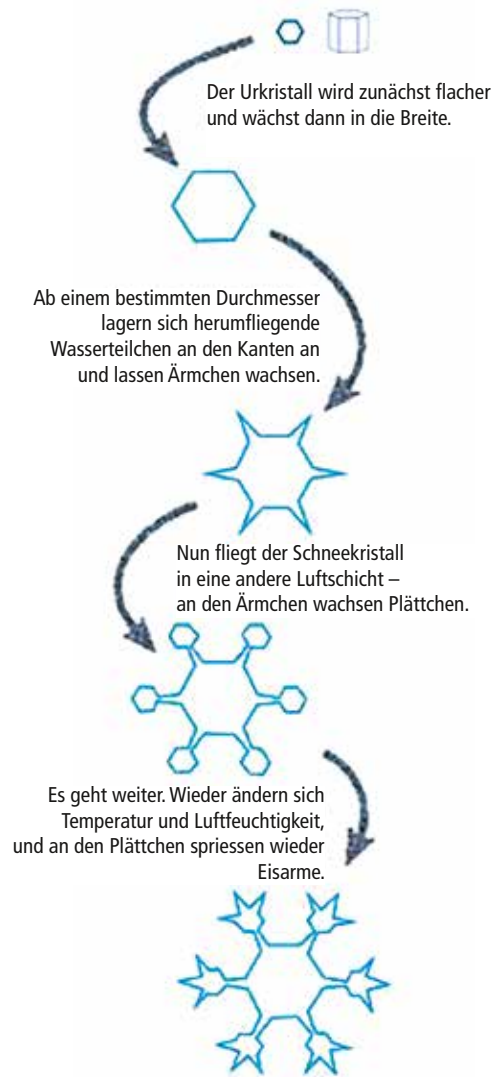 Der Urkristall wird zunächst flacher
und wächst dann in die Breite.
Ab einem bestimmten Durchmesser
lagern sich herumfliegende
Wasserteilchen an den Kanten an
und lassen Ärmchen wachsen.
Nun fliegt der Schneekristall
in eine andere Luftschicht –
an den Ärmchen wachsen Plättchen.
Es geht weiter. Wieder ändern sich
Temperatur und Luftfeuchtigkeit,
und an den Plättchen spriessen wieder
Eisarme.